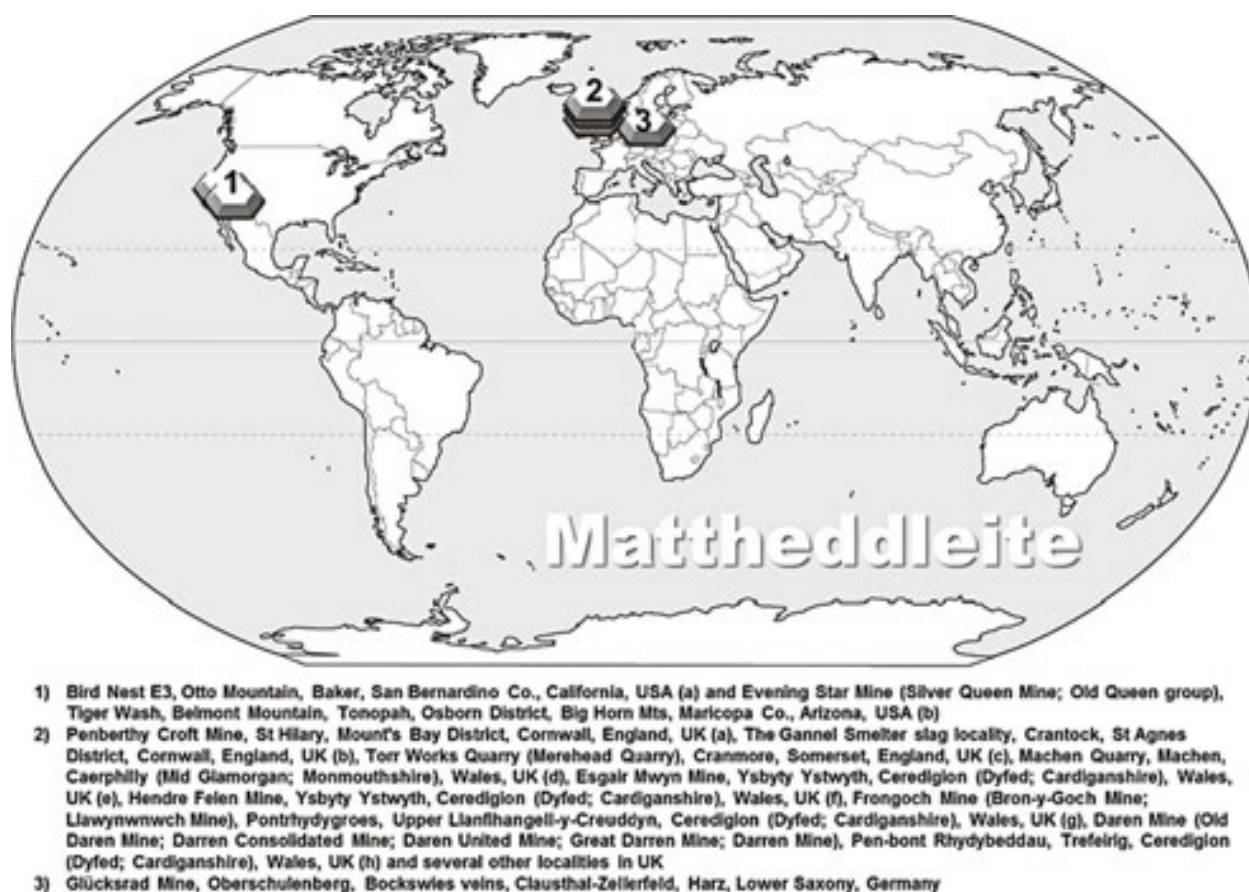 1
2
3
Mattheddleite
1) Bird Nest E3, Otto Mountain, Baker, San Bernardino Co., California, USA (a) and Evening Star Mine (Silver Queen Mine; Old Queen group),
Tiger Wash, Belmont Mountain, Tonopah, Osborn District, Big Horn Mts, Maricopa Co., Arizona, USA (b)
2) Penberthy Croft Mine, St Hilary, Mount's Bay District, Cornwall, England, UK (a), The Gannel Smelter slag locality, Crantock, St Agnes
District, Cornwall, England, UK (b), Torr Works Quarry (Merehead Quarry), Cranmore, Somerset, England, UK (c), Machen Quarry, Machen,
Caerphilly (Mid Glamorgan; Monmouthshire), Wales, UK (d), Esgair Mwyn Mine, Ysbyty Ystwyth, Ceredigion (Dyfed; Cardiganshire), Wales,
UK (e), Hendre Felen Mine, Ysbyty Ystwyth, Ceredigion (Dyfed; Cardiganshire), Wales, UK (f), Frongoch Mine (Bron-y-Goch Mine;
Llawynwnwch Mine), Pontrhydygroes, Upper Llanfihangell-y-Creuddyn, Ceredigion (Dyfed; Cardiganshire), Wales, UK (g), Daren Mine (Old
Daren Mine; Darren Consolidated Mine; Daren United Mine; Great Darren Mine; Darren Mine), Pen-bont Rhydybeddau, Trefeirig, Ceredigion
(Dyfed; Cardiganshire), Wales, UK (h) and several other localities in UK
3) Glücksrad Mine, Oberschulenberg, Bockswies veins, Clausthal-Zellerfeld, Harz, Lower Saxony, Germany